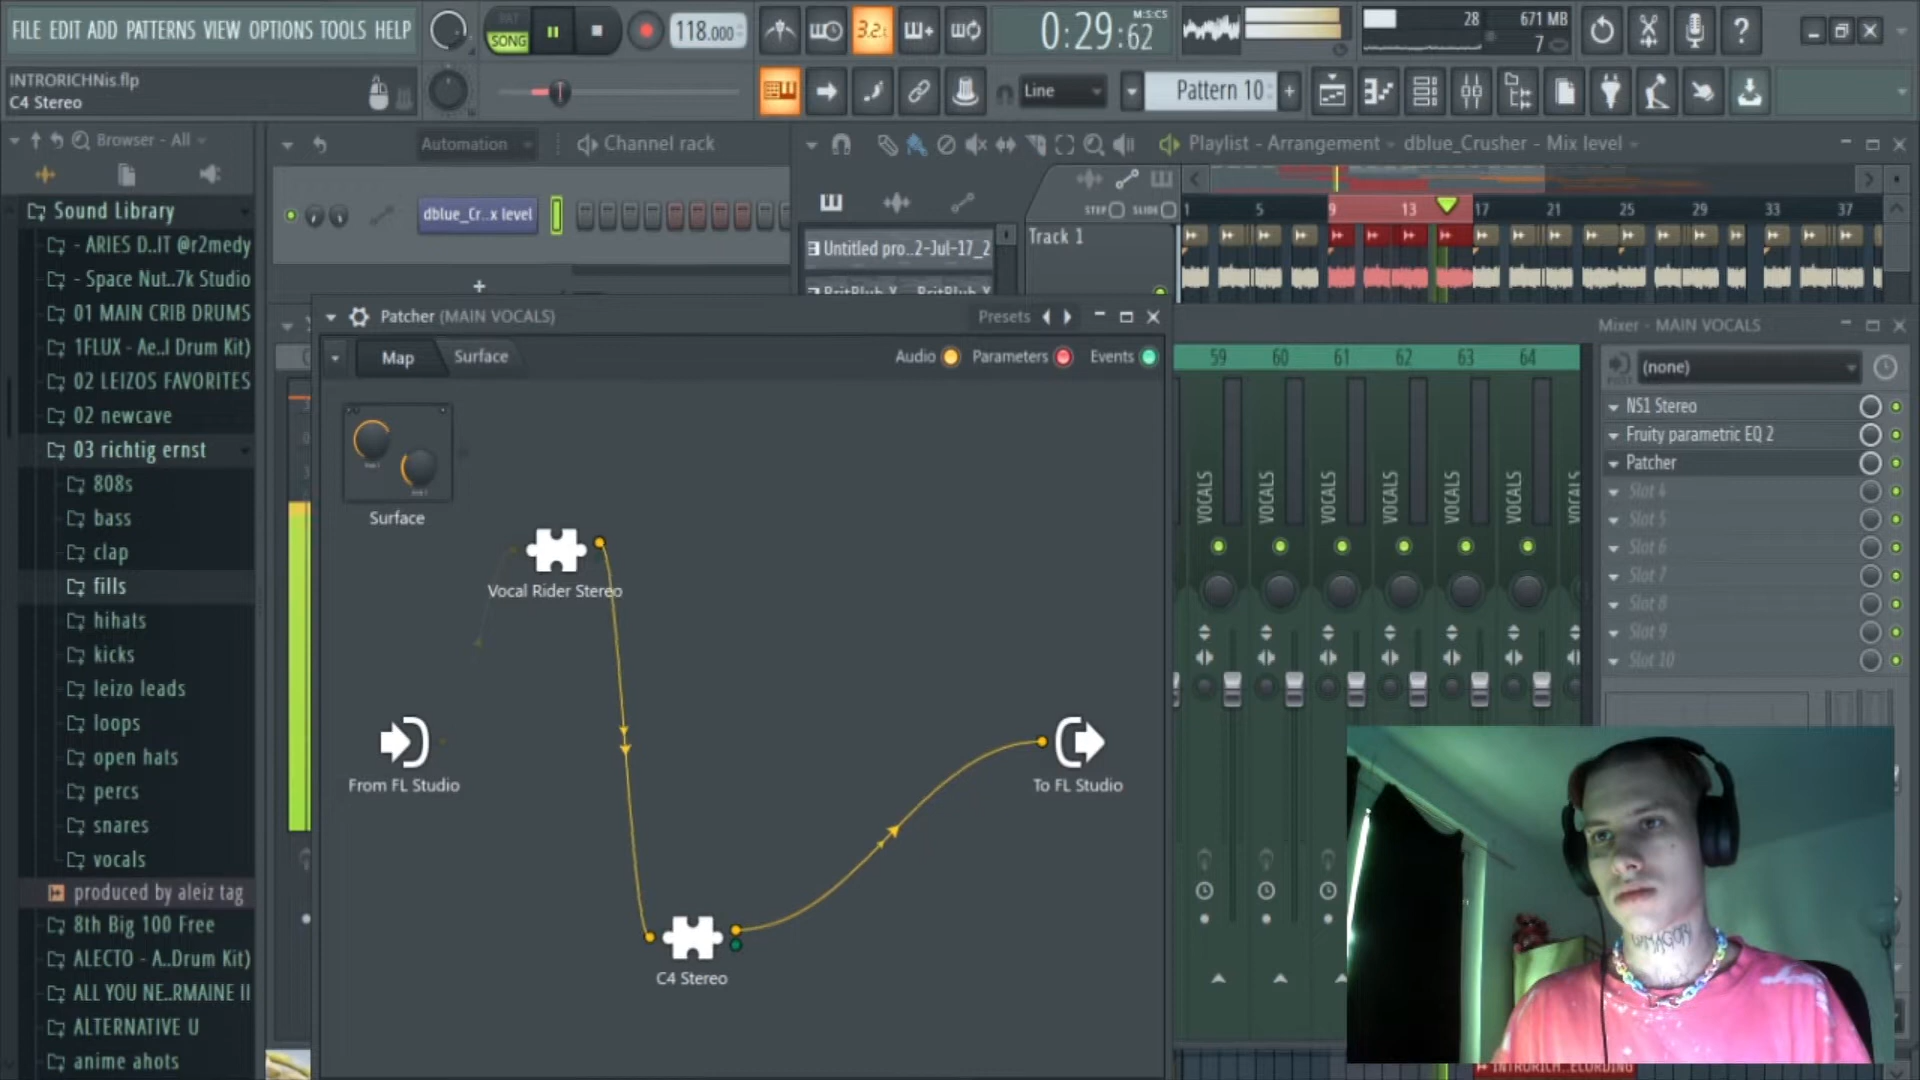 FILE EDIT ADD PATTERNS VIEW OPTIONS TOOLS HELP
PAT
SONG
118.000
3.2.
0:29:62
M:S:CS
28
671 MB
7
INTRORICHNis.flp
C4 Stereo
Line
Pattern 10
Browser - All
Automation
Channel rack
Playlist - Arrangement
dblue_Crusher - Mix level
Sound Library
- ARIES D..IT @r2medy
- Space Nut..7k Studio
01 MAIN CRIB DRUMS
1FLUX - Ae..l Drum Kit)
02 LEIZOS FAVORITES
02 newcave
03 richtig ernst
808s
bass
clap
fills
hihats
kicks
leizo leads
loops
open hats
percs
snares
vocals
produced by aleiz tag
8th Big 100 Free
ALECTO - A..Drum Kit)
ALL YOU NE..RMAINE II
ALTERNATIVE U
anime ahots
dblue_Cr..x level
STEP
SLIDE
1 5 9 13 17 21 25 29 33 37
Untitled pro..2-Jul-17_2
Track 1
Patcher (MAIN VOCALS)
Presets
Map
Surface
Audio
Parameters
Events
Surface
Vocal Rider Stereo
From FL Studio
To FL Studio
C4 Stereo
59 60 61 62 63 64
VOCALS
VOCALS
VOCALS
VOCALS
VOCALS
VOCALS
VOCALS
Mixer - MAIN VOCALS
(none)
NS1 Stereo
Fruity parametric EQ 2
Patcher
Slot 4
Slot 5
Slot 6
Slot 7
Slot 8
Slot 9
Slot 10